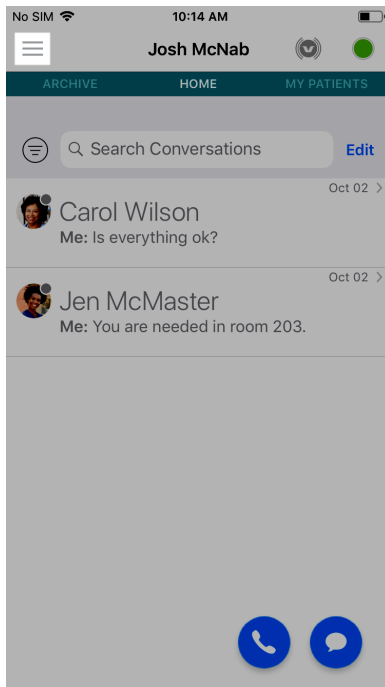 No SIM 10:14 AM
Josh McNab
ARCHIVE HOME MY PATIENTS
Search Conversations Edit
Oct 02
Carol Wilson
Me: Is everything ok?
Oct 02
Jen McMaster
Me: You are needed in room 203.